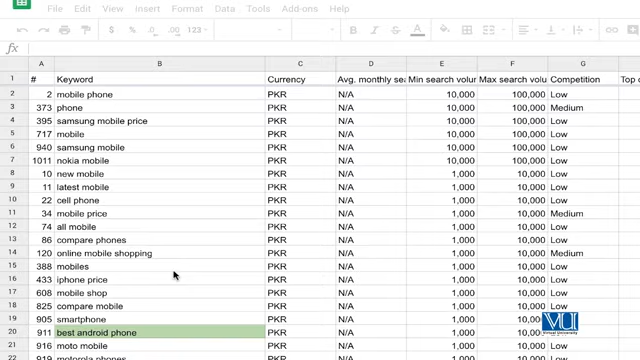 File Edit View Insert Format Data Tools Add-ons Help
$ % .0 .00 123
fx
A B C D E F G
1 # Keyword Currency Avg. monthly sea Min search volum Max search volu Competition Top o
2 2 mobile phone PKR N/A 10,000 100,000 Low
3 373 phone PKR N/A 10,000 100,000 Medium
4 395 samsung mobile price PKR N/A 10,000 100,000 Low
5 717 mobile PKR N/A 10,000 100,000 Low
6 940 samsung mobile PKR N/A 10,000 100,000 Low
7 1011 nokia mobile PKR N/A 10,000 100,000 Low
8 10 new mobile PKR N/A 1,000 10,000 Low
9 11 latest mobile PKR N/A 1,000 10,000 Low
10 22 cell phone PKR N/A 1,000 10,000 Low
11 34 mobile price PKR N/A 1,000 10,000 Medium
12 74 all mobile PKR N/A 1,000 10,000 Low
13 86 compare phones PKR N/A 1,000 10,000 Low
14 120 online mobile shopping PKR N/A 1,000 10,000 Medium
15 388 mobiles PKR N/A 1,000 10,000 Low
16 433 iphone price PKR N/A 1,000 10,000 Low
17 608 mobile shop PKR N/A 1,000 10,000 Low
18 825 compare mobile PKR N/A 1,000 10,000 Low
19 905 smartphone PKR N/A 1,000 10,000
20 911 best android phone PKR N/A 1,000
21 916 moto mobile PKR N/A 1,000 10,000 Low
919 motorola phones PKR N/A 1,000 10,000 Low
VU
Virtual University